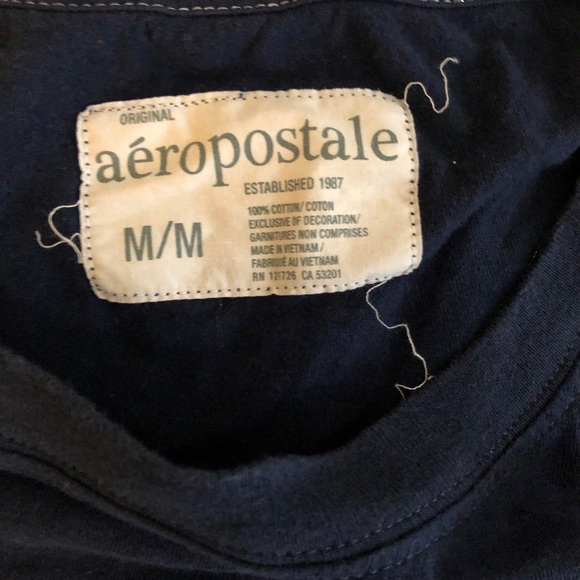 ORIGINAL
aéropostale
ESTABLISHED 1987
M/M
100% COTTON/COTON
EXCLUSIVE OF DECORATION/
GARNITURES NON COMPRISES
MADE IN VIETNAM/
FABRIQUÉ AU VIETNAM
RN 121726 CA 53201